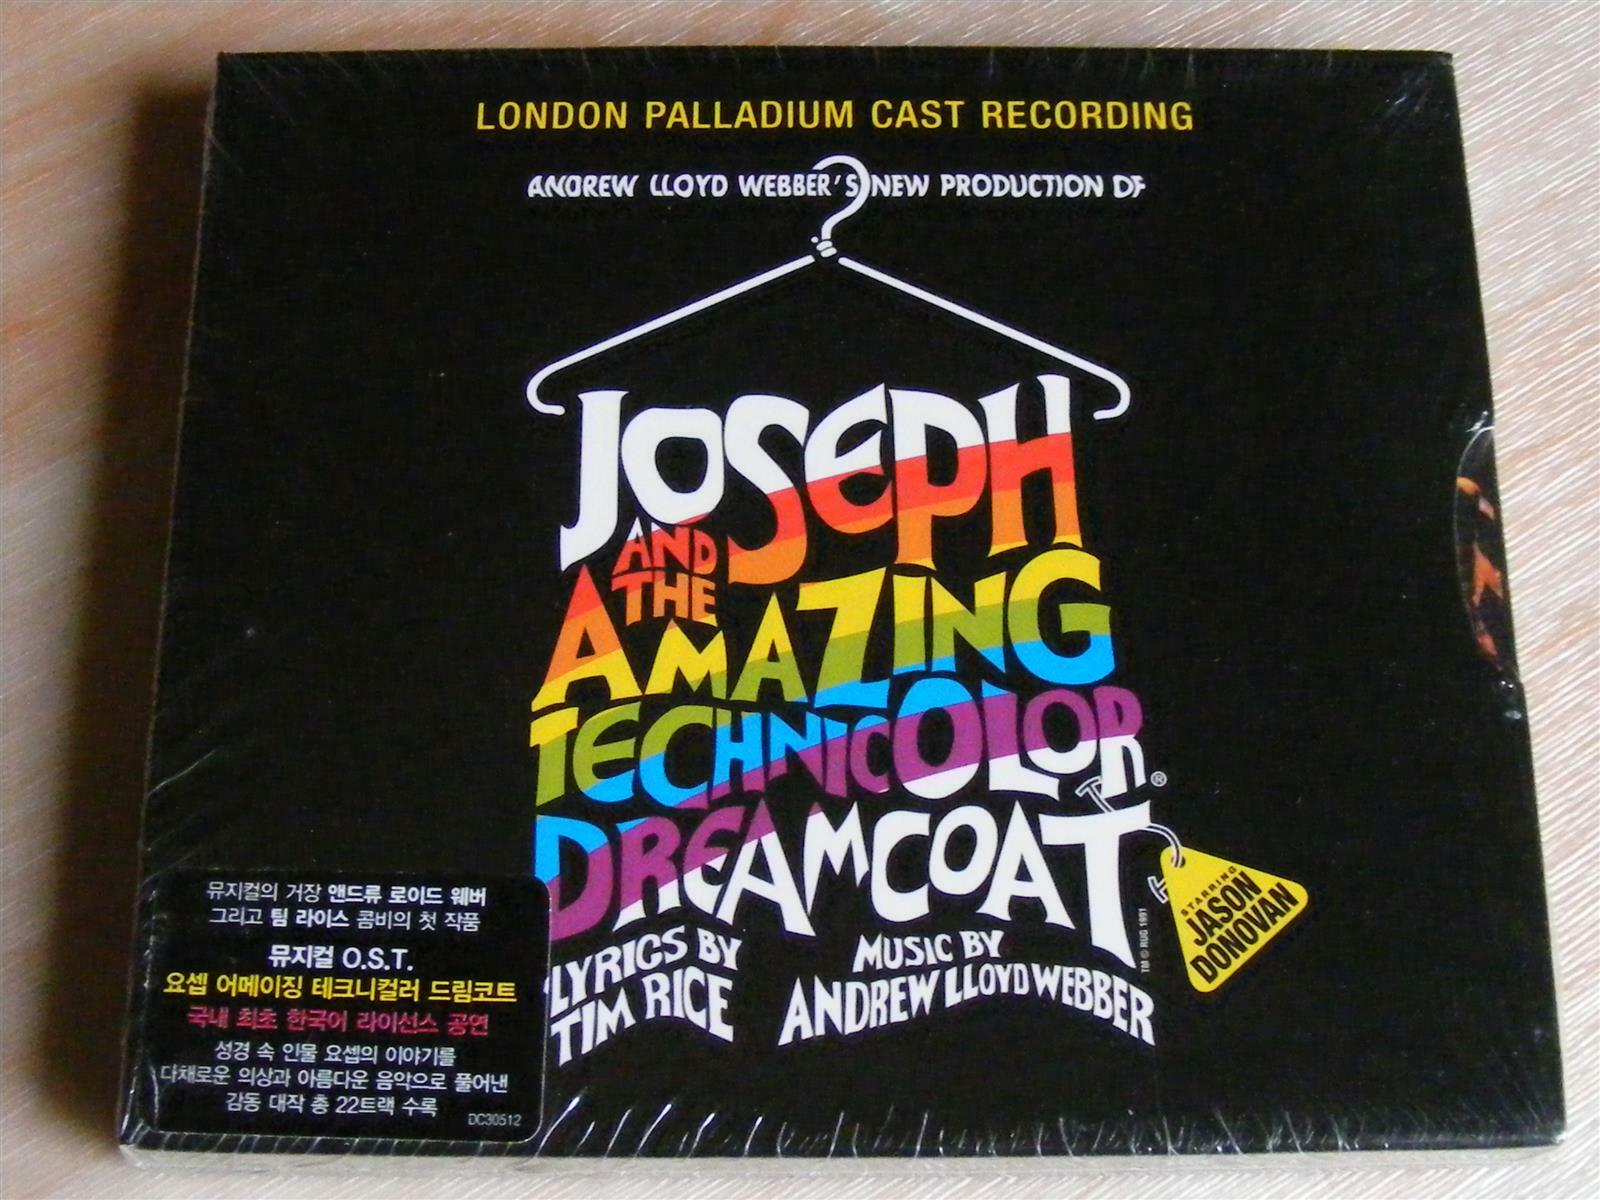 LONDON PALLADIUM CAST RECORDING
ANDREW LLOYD WEBBER'S NEW PRODUCTION OF
JOSEPH
AND
THE
AMAZING
TECHNICOLOR
DREAMCOAT
®
STARRING
JASON
DONOVAN
TM © RUG 1991
LYRICS BY
TIM RICE
MUSIC BY
ANDREW LLOYD WEBBER
뮤지컬의 거장 앤드류 로이드 웨버
그리고 팀 라이스 콤비의 첫 작품
뮤지컬 O.S.T.
요셉 어메이징 테크니컬러 드림코트
국내 최초 한국어 라이선스 공연
성경 속 인물 요셉의 이야기를
다채로운 의상과 아름다운 음악으로 풀어낸
감동 대작 총 22트랙 수록
DC30512